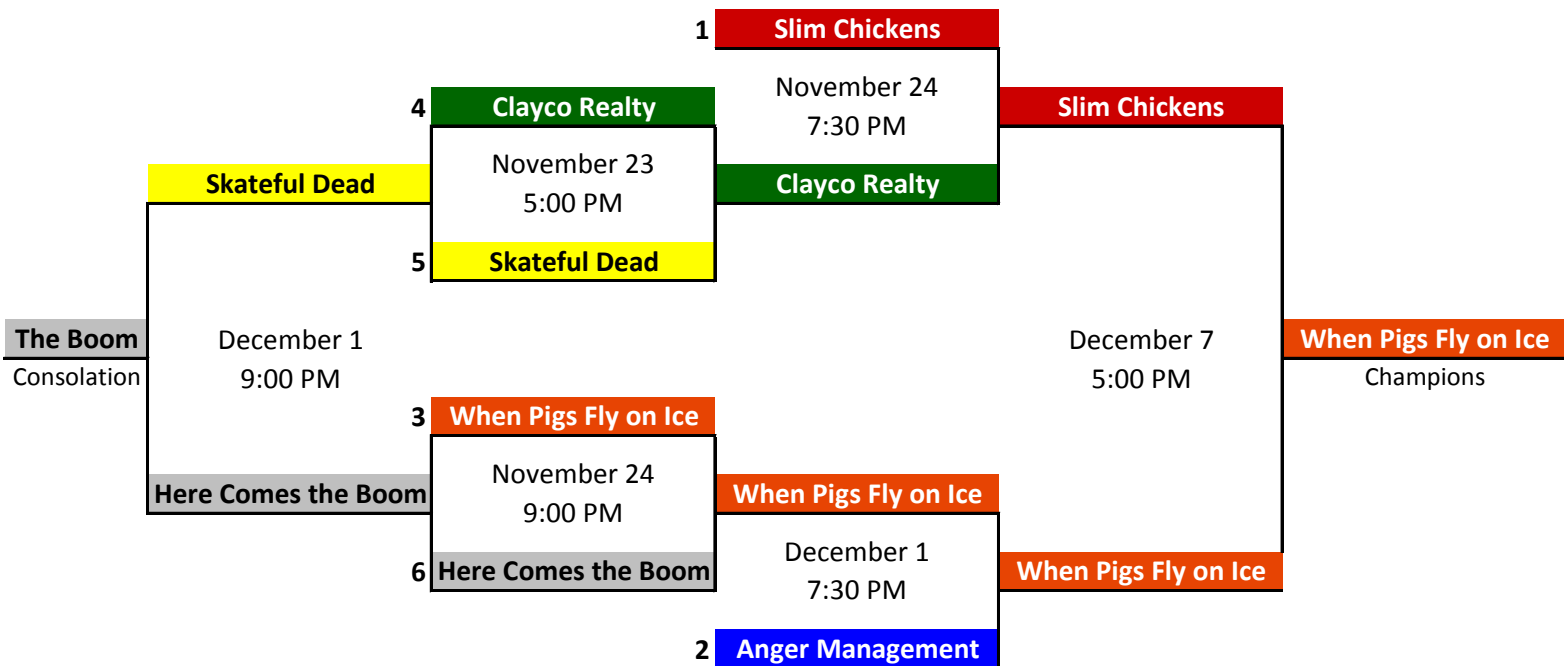 1 Slim Chickens
November 24
7:30 PM
4 Clayco Realty
Slim Chickens
November 23
5:00 PM
Skateful Dead
Clayco Realty
5 Skateful Dead
The Boom
Consolation
December 1
9:00 PM
December 7
5:00 PM
When Pigs Fly on Ice
Champions
3 When Pigs Fly on Ice
November 24
9:00 PM
Here Comes the Boom
When Pigs Fly on Ice
6 Here Comes the Boom
December 1
7:30 PM
When Pigs Fly on Ice
2 Anger Management